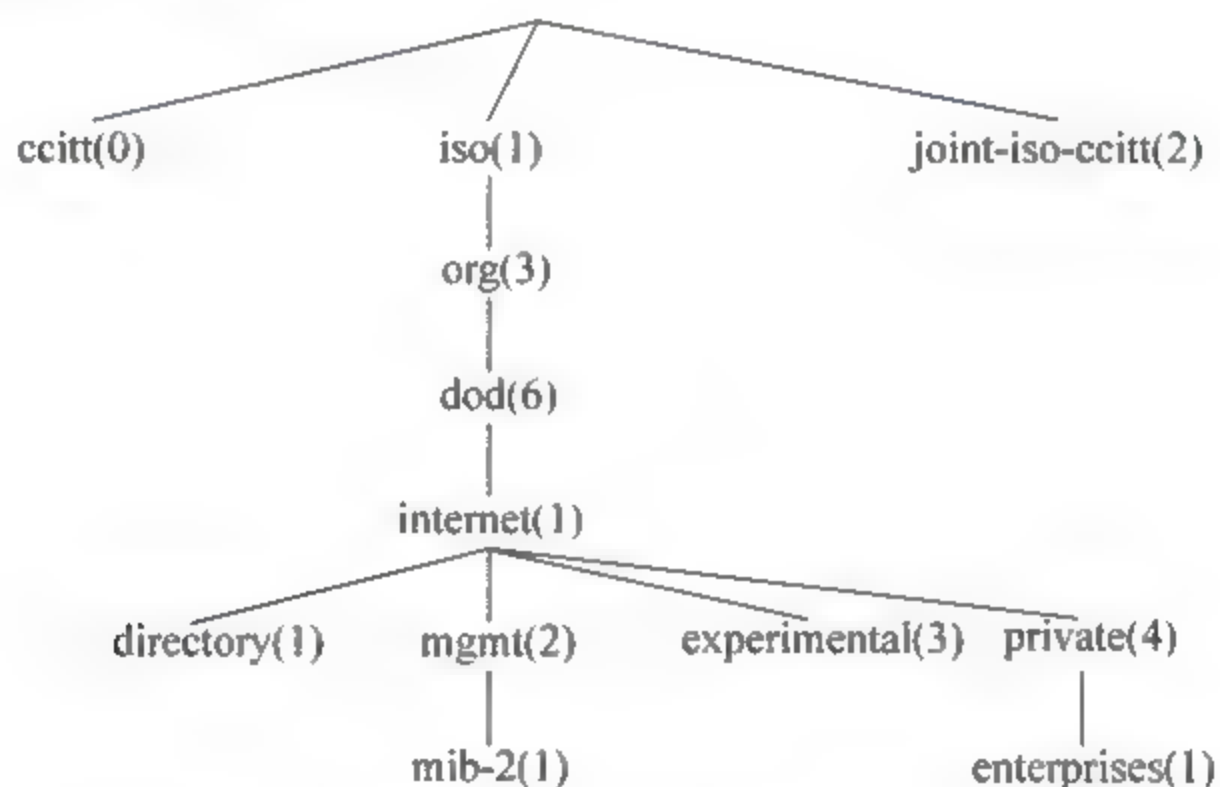 ccitt(0) iso(1) joint-iso-ccitt(2)
org(3)
dod(6)
internet(1)
directory(1) mgmt(2) experimental(3) private(4)
mib-2(1) enterprises(1)